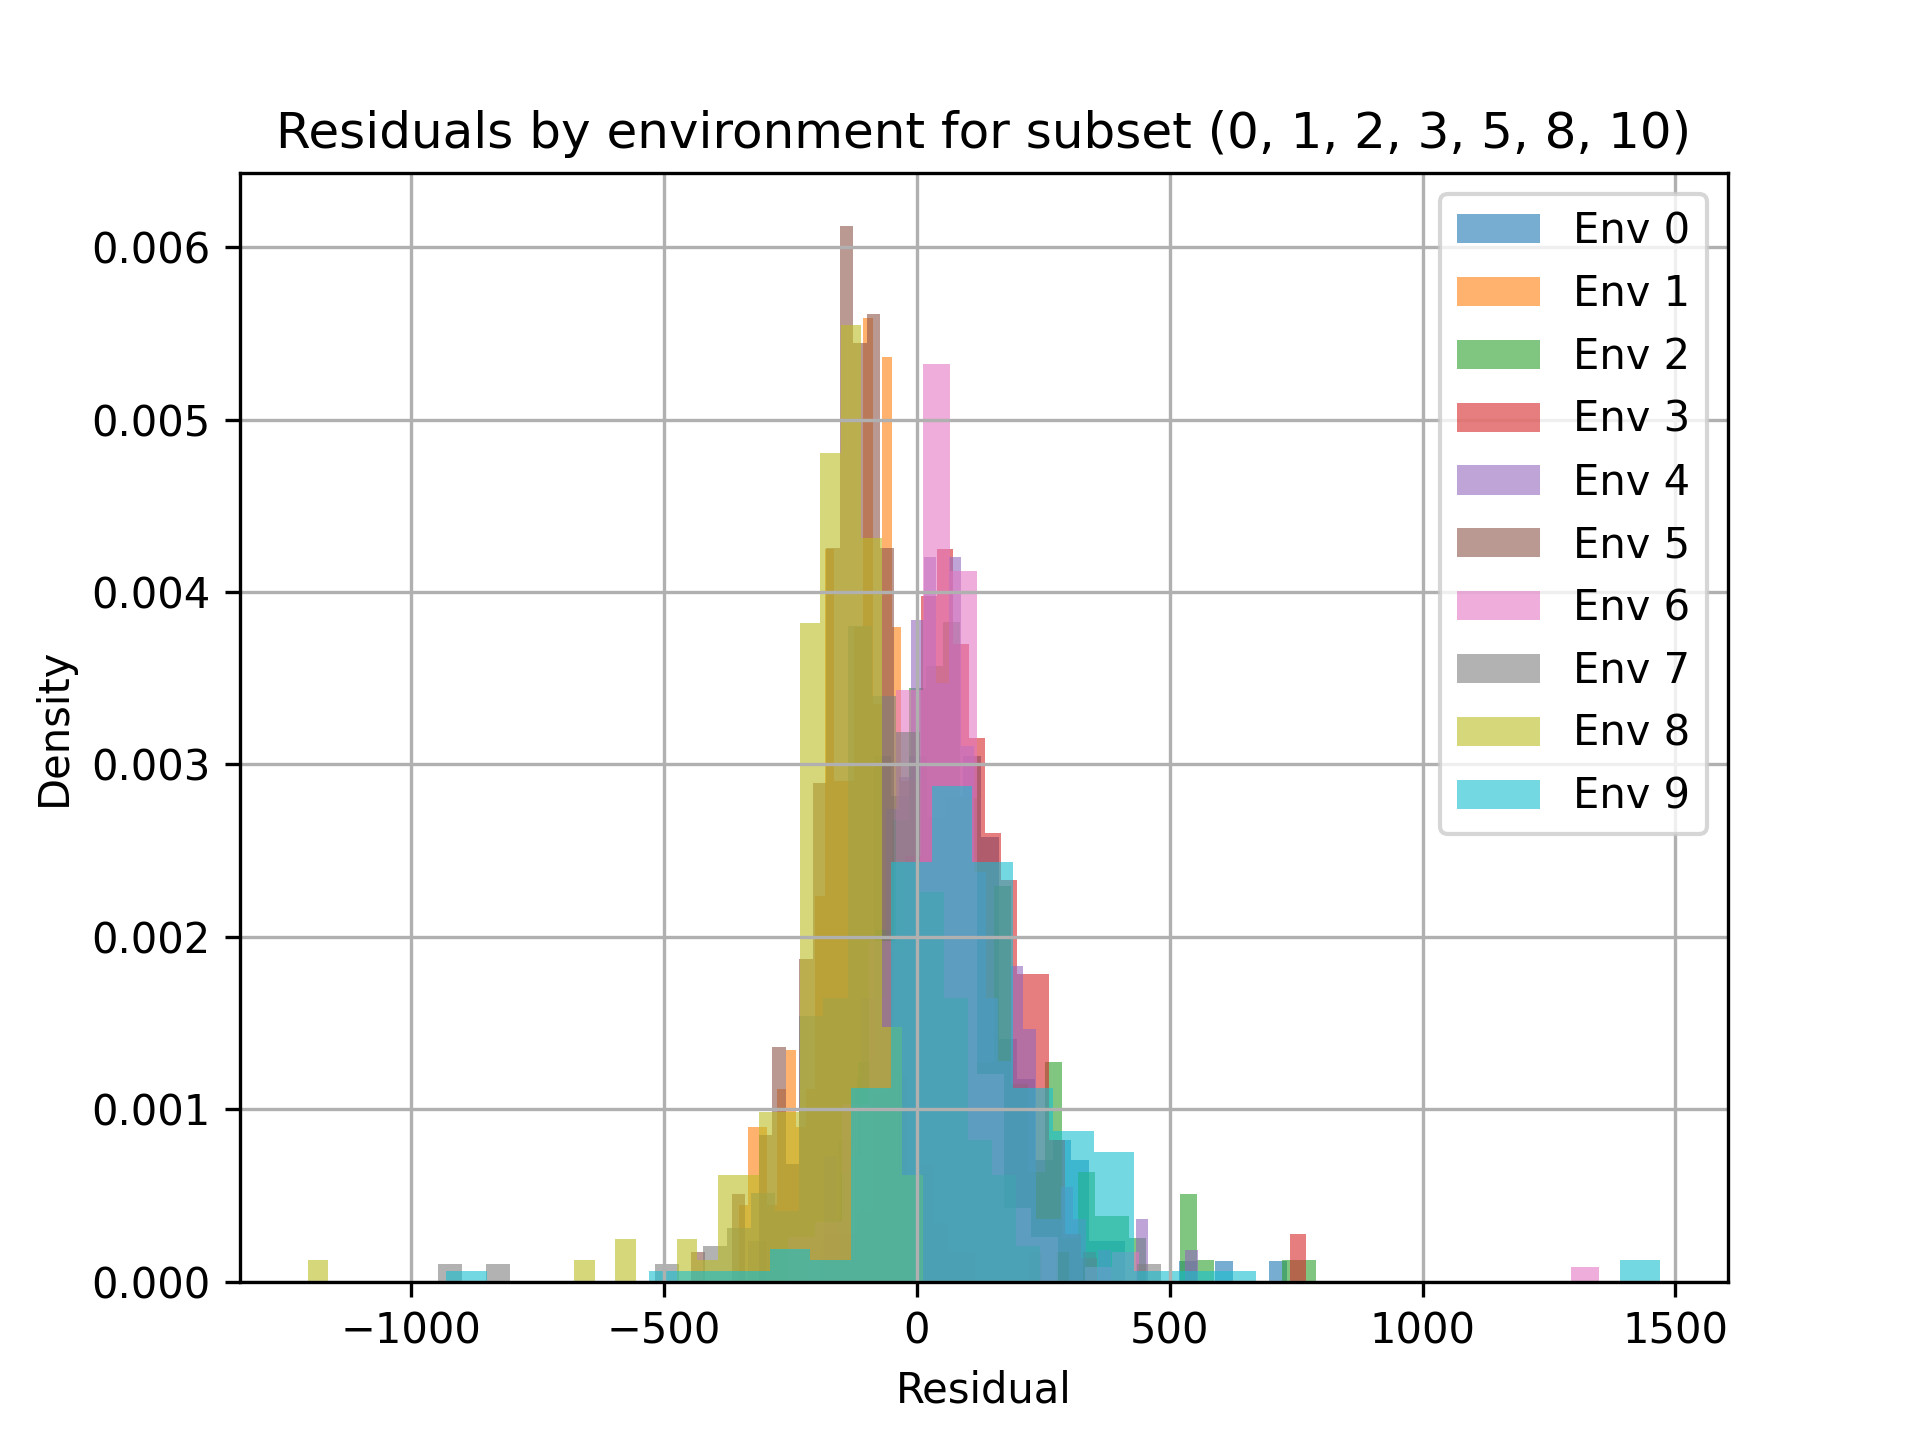 Residuals by environment for subset (0, 1, 2, 3, 5, 8, 10)
Density
0.006
0.005
0.004
0.003
0.002
0.001
0.000
−1000
−500
0
500
1000
1500
Residual
Env 0
Env 1
Env 2
Env 3
Env 4
Env 5
Env 6
Env 7
Env 8
Env 9